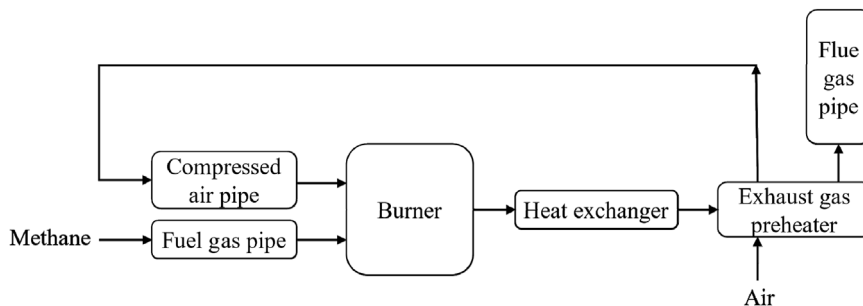 Flue
gas
pipe
Compressed
air pipe
Burner
Heat exchanger
Exhaust gas
preheater
Methane
Fuel gas pipe
Air